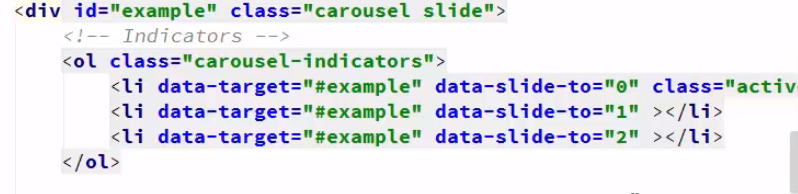 <div id="example" class="carousel slide">
<!-- Indicators -->
<ol class="carousel-indicators">
<li data-target="#example" data-slide-to="0" class="activ
<li data-target="#example" data-slide-to="1" ></li>
<li data-target="#example" data-slide-to="2" ></li>
</ol>